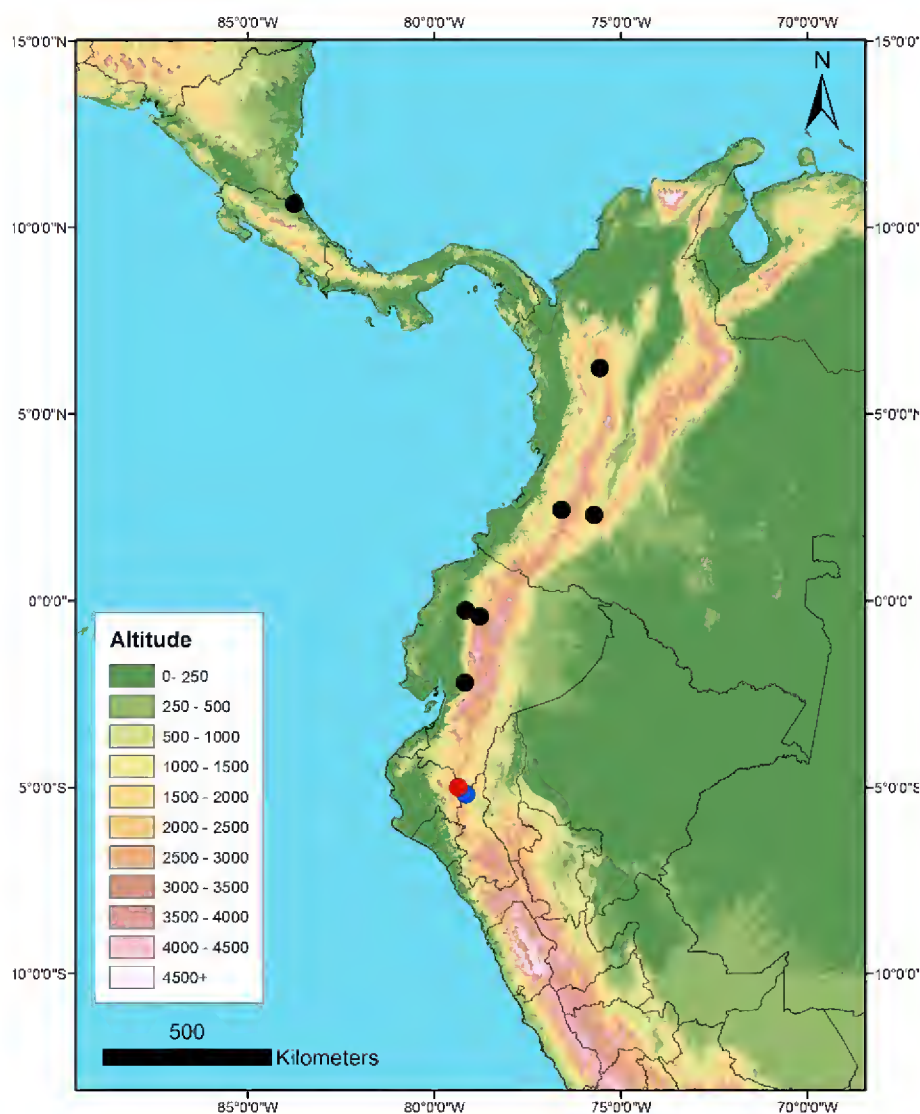 85°0'0"W 80°0'0"W 75°0'0"W 70°0'0"W
15°0'0"N 15°0'0"N
N
10°0'0"N 10°0'0"N
5°0'0"N 5°0'0"N
0°0'0" 0°0'0"
Altitude
0- 250
250 - 500
500 - 1000
1000 - 1500
1500 - 2000
2000 - 2500
2500 - 3000
3000 - 3500
3500 - 4000
4000 - 4500
4500+
5°0'0"S 5°0'0"S
10°0'0"S 10°0'0"S
500
Kilometers
85°0'0"W 80°0'0"W 75°0'0"W 70°0'0"W